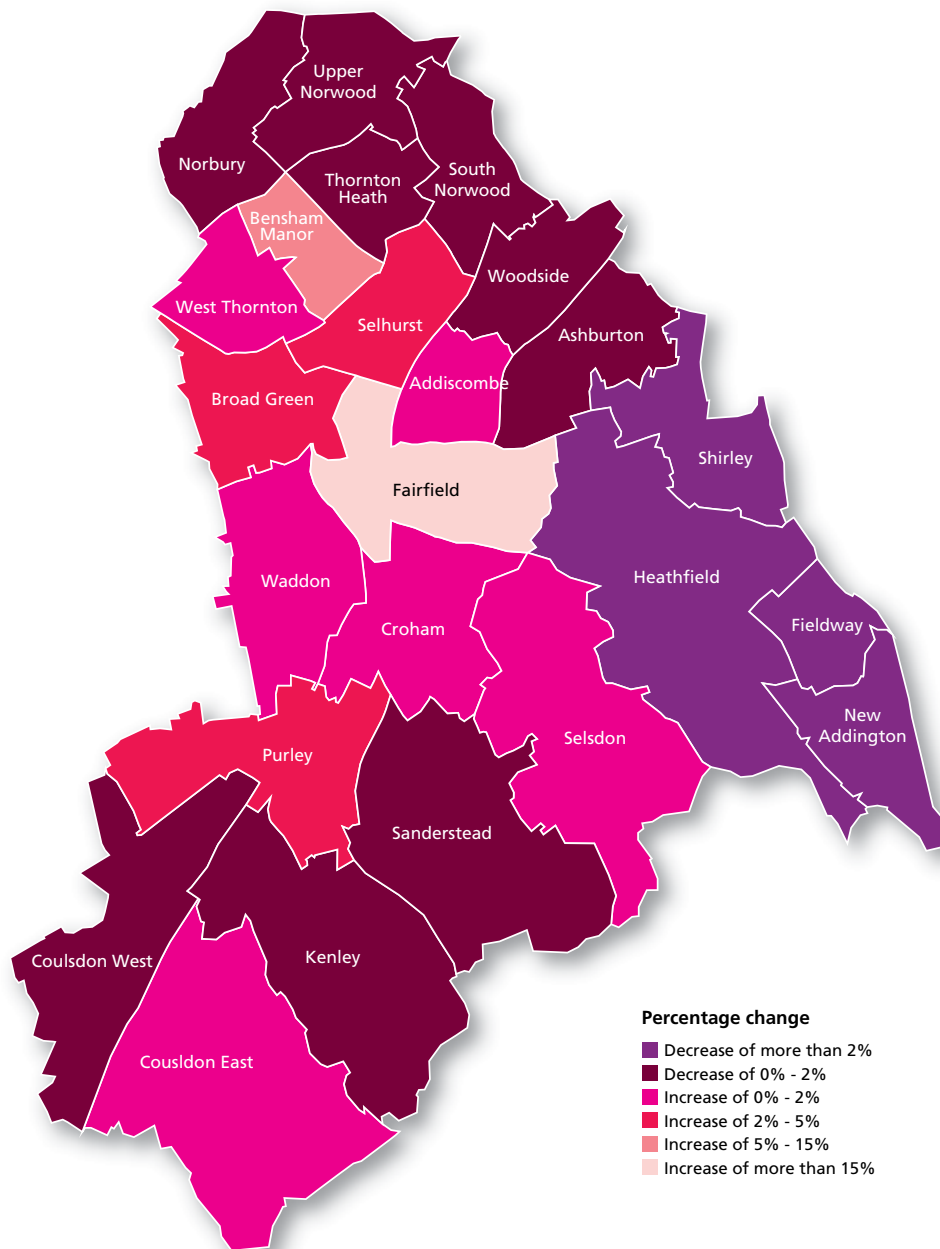 Upper
Norwood
Norbury
Thornton
Heath
South
Norwood
Bensham
Manor
Woodside
West Thornton
Selhurst
Ashburton
Addiscombe
Broad Green
Shirley
Fairfield
Heathfield
Waddon
Fieldway
Croham
New
Addington
Selsdon
Purley
Sanderstead
Kenley
Coulsdon West
Cousldon East
Percentage change
Decrease of more than 2%
Decrease of 0% - 2%
Increase of 0% - 2%
Increase of 2% - 5%
Increase of 5% - 15%
Increase of more than 15%